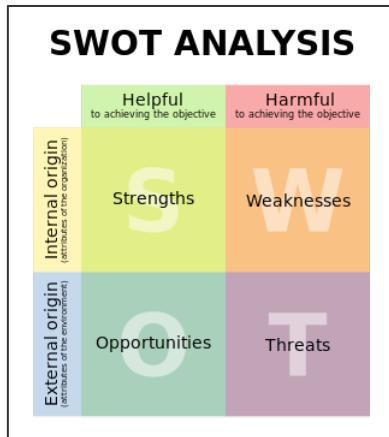 SWOT ANALYSIS
Helpful
to achieving the objective
Harmful
to achieving the objective
Internal origin
(attributes of the organization)
S
Strengths
W
Weaknesses
External origin
(attributes of the environment)
O
Opportunities
T
Threats